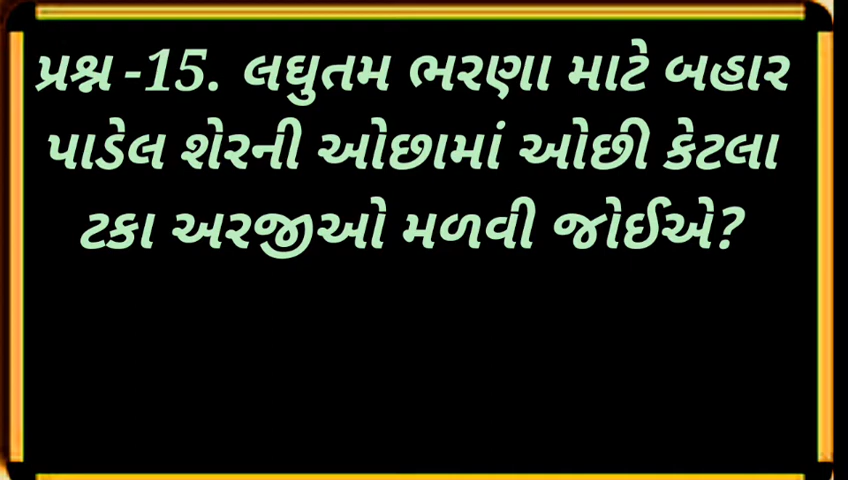 પ્રશ્ન -15. લઘુતમ ભરણા માટે બહાર
પાડેલ શેરની ઓછામાં ઓછી કેટલા
ટકા અરજીઓ મળવી જોઈએ?